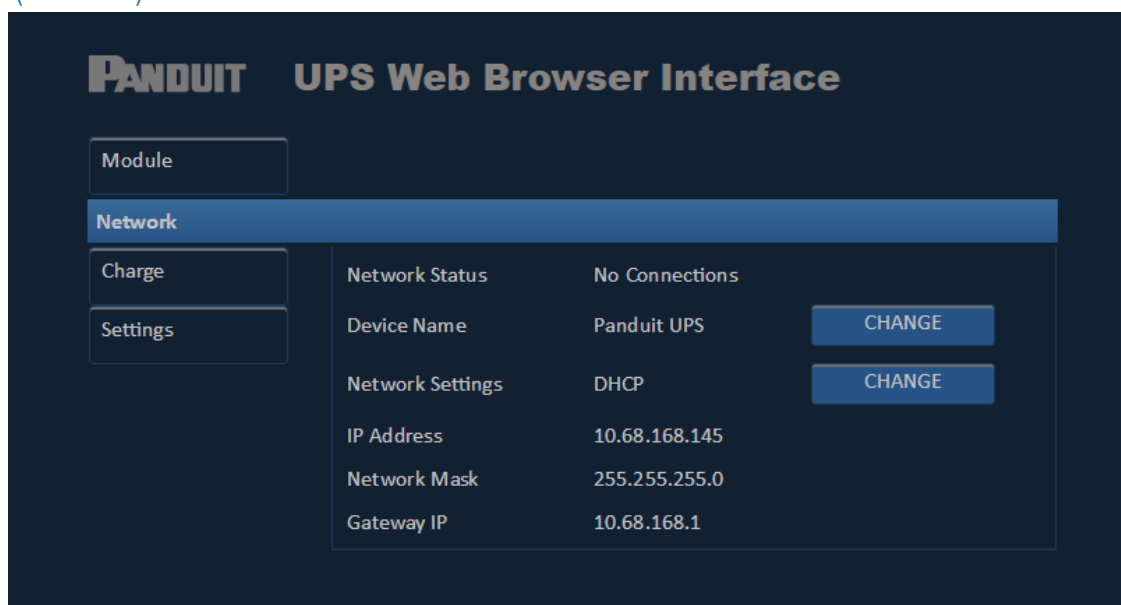 PANDUIT UPS Web Browser Interface
Module
Network
Charge
Network Status No Connections
Settings
Device Name Panduit UPS CHANGE
Network Settings DHCP CHANGE
IP Address 10.68.168.145
Network Mask 255.255.255.0
Gateway IP 10.68.168.1